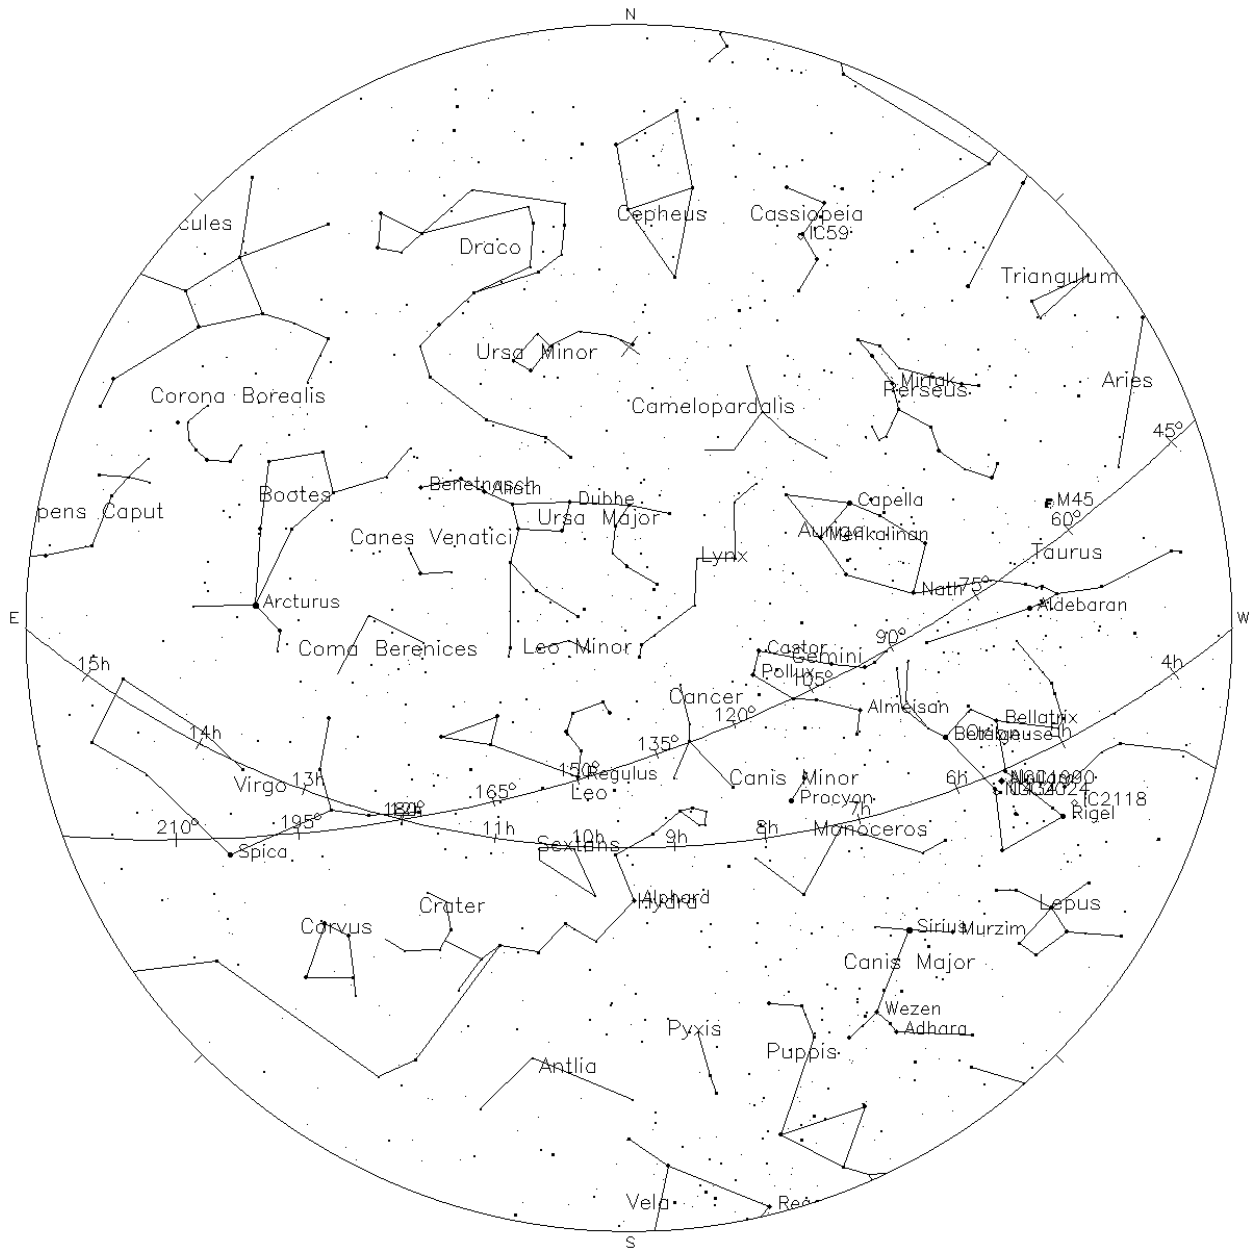 N
cules
Cepheus
Cassiopeia
IC59
Draco
Triangulum
Ursa Minor
Mirfak
Perseus
Aries
Corona Borealis
Camelopardalis
45°
Benetnasch
Alioth
Bootes
Dubhe
Capella
M45
pens Caput
Ursa Major
60°
Canes Venatici
Auriga
Menkalinan
Taurus
Lynx
Nath
75°
Arcturus
Aldebaran
E
W
Coma Berenices
Leo Minor
Castor
Gemini
90°
15h
Pollux
105°
4h
Cancer
Almeisan
120°
Bellatrix
14h
Betelgeuse
5h
135°
Virgo
13h
150°
Regulus
Canis Minor
6h
Leo
165°
Procyon
IC2118
12h
180°
7h
Rigel
210°
195°
11h
10h
9h
8h
Monoceros
Spica
Sextans
Alphard
Hydra
Crater
Lepus
Corvus
Sirius
Murzim
Canis Major
Wezen
Adhara
Pyxis
Puppis
Antlia
Vela
S